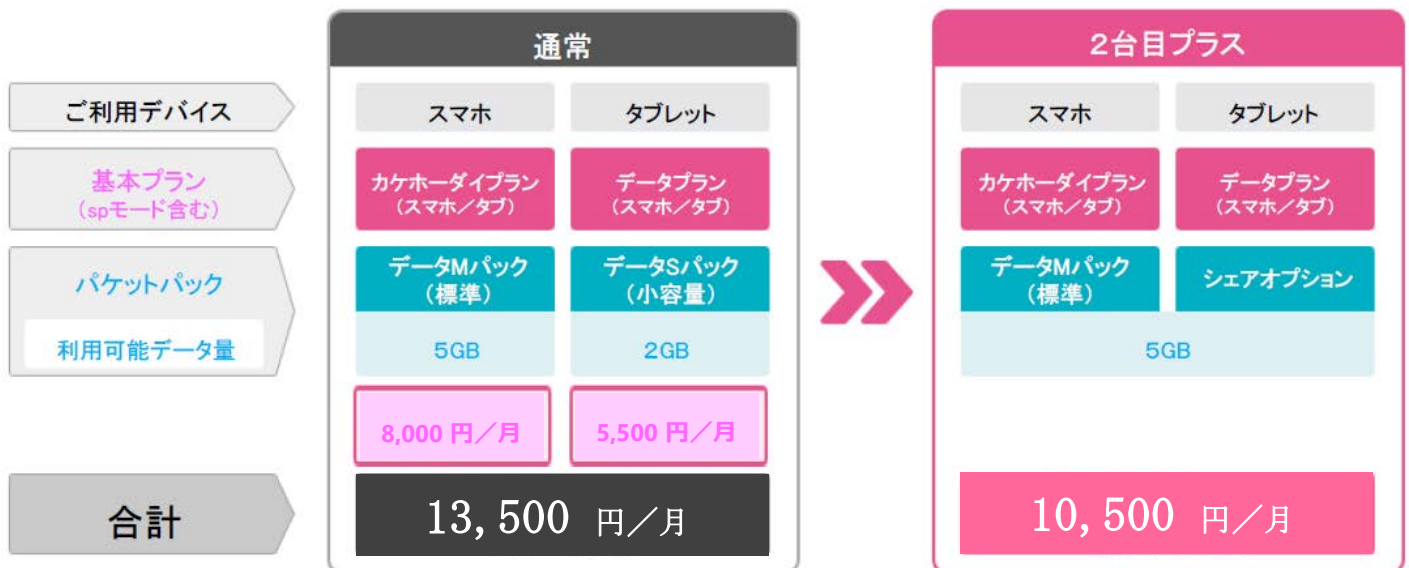 通常
2台目プラス
ご利用デバイス
スマホ
タブレット
スマホ
タブレット
基本プラン
(spモード含む)
カケホーダイプラン
(スマホ/タブ)
データプラン
(スマホ/タブ)
カケホーダイプラン
(スマホ/タブ)
データプラン
(スマホ/タブ)
パケットパック
データMパック
(標準)
データSパック
(小容量)
データMパック
(標準)
シェアオプション
利用可能データ量
5GB
2GB
5GB
8,000 円/月
5,500 円/月
合計
13,500 円/月
10,500 円/月